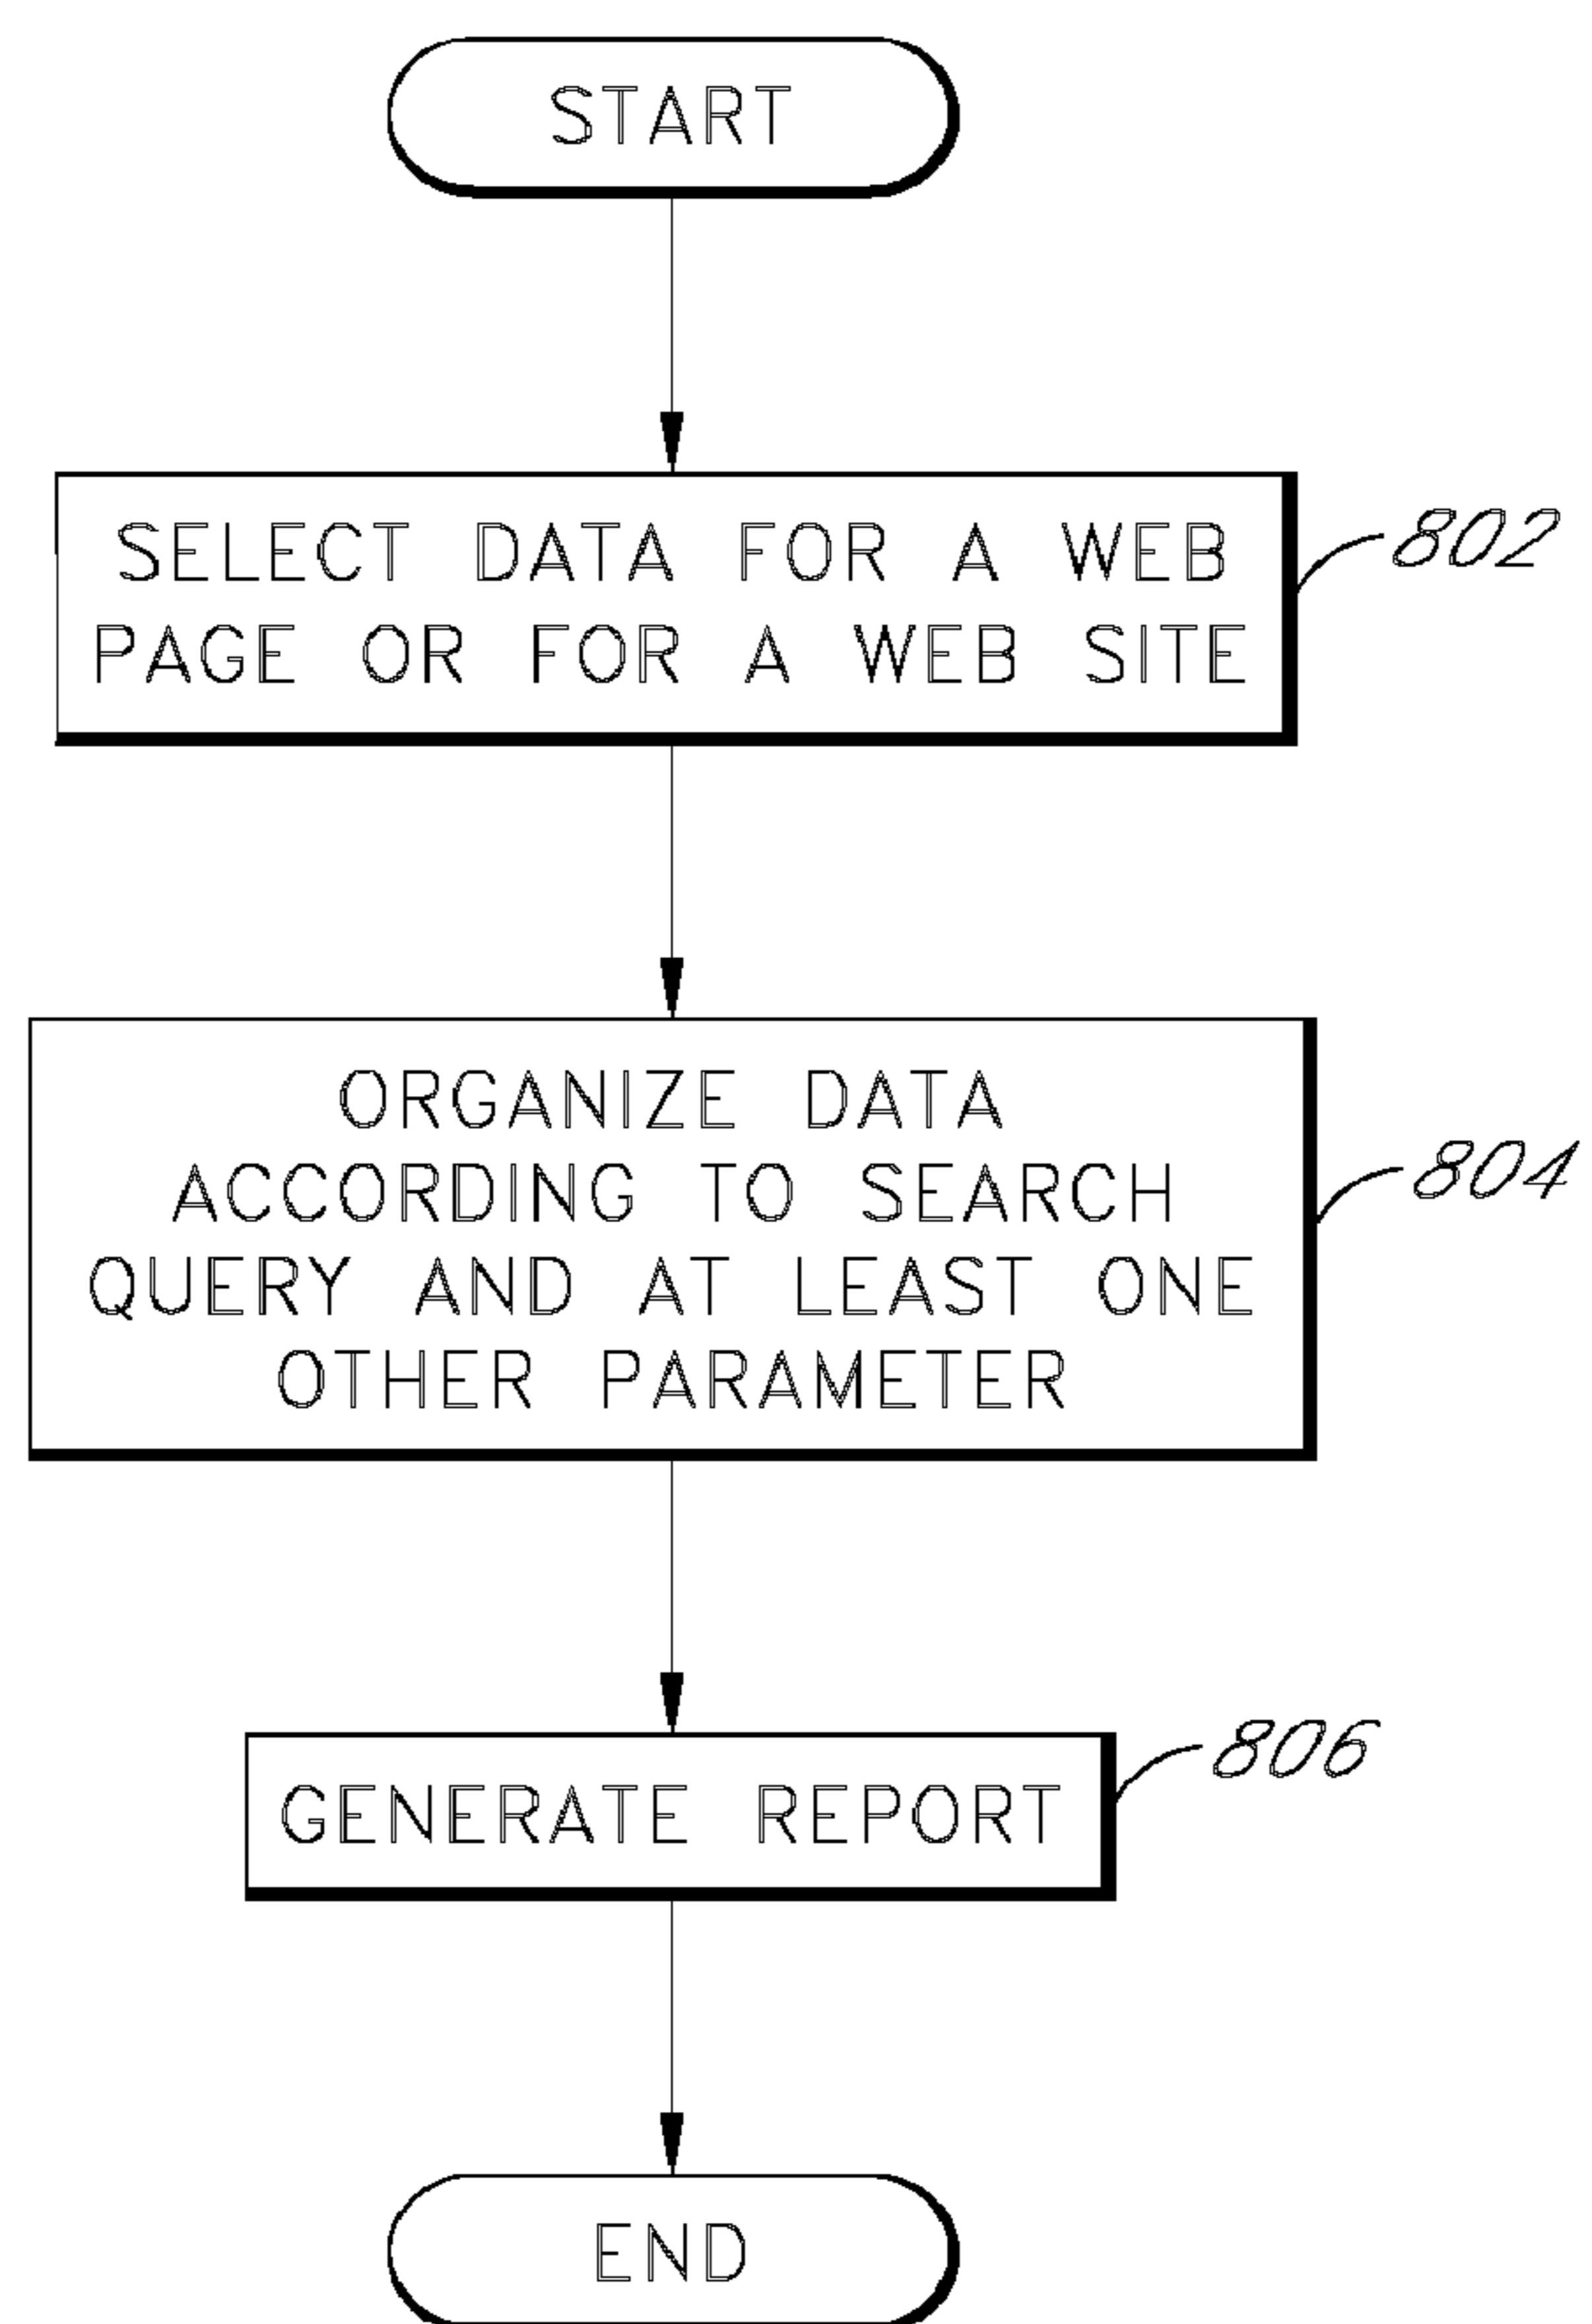 START
SELECT DATA FOR A WEB
PAGE OR FOR A WEB SITE
802
ORGANIZE DATA
ACCORDING TO SEARCH
QUERY AND AT LEAST ONE
OTHER PARAMETER
804
GENERATE REPORT
806
END